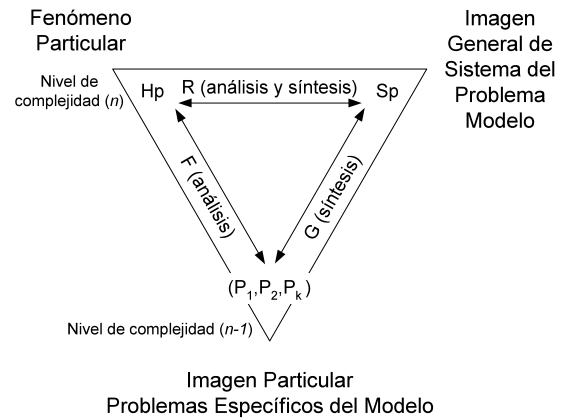 Fenómeno
Particular
Imagen
General de
Sistema del
Problema
Modelo
Nivel de
complejidad (n)
Hp
R (análisis y síntesis)
Sp
F (análisis)
G (síntesis)
(P1,P2,Pk)
Nivel de complejidad (n-1)
Imagen Particular
Problemas Específicos del Modelo